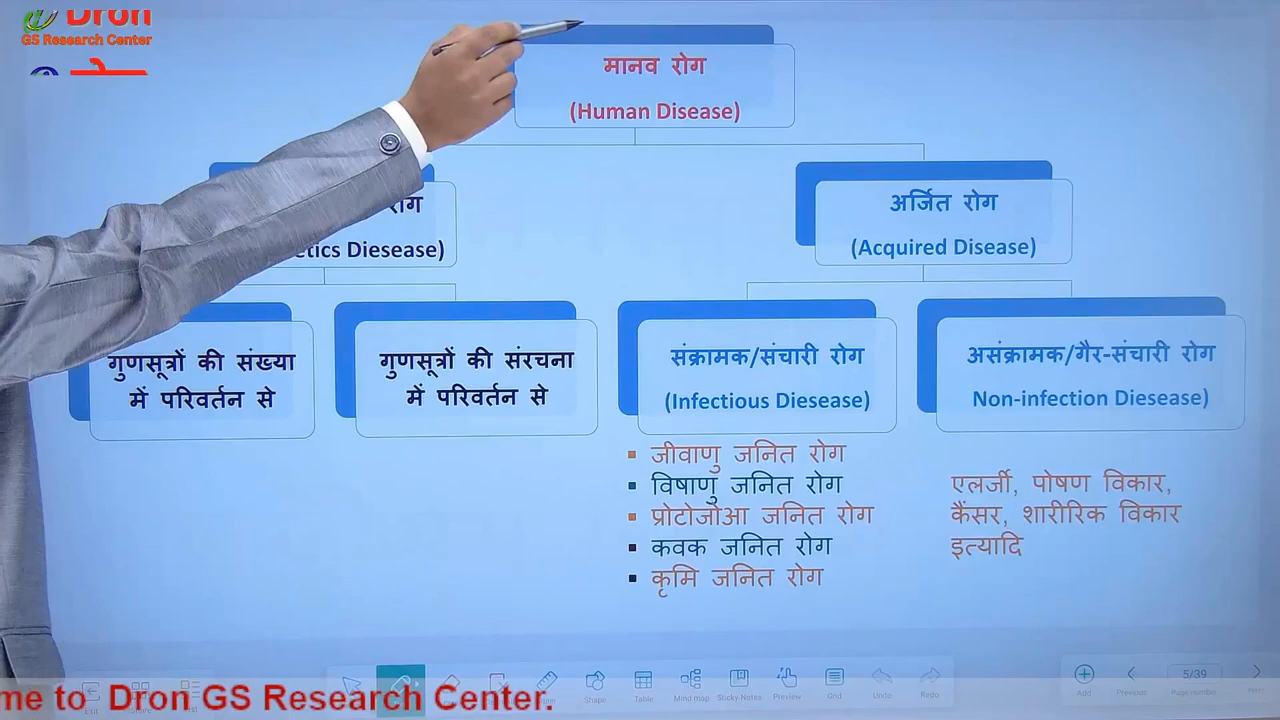 Dron
GS Research Center
मानव रोग
(Human Disease)
रोग
etics Diesease)
अर्जित रोग
(Acquired Disease)
गुणसूत्रों की संख्या
में परिवर्तन से
गुणसूत्रों की संरचना
में परिवर्तन से
संक्रामक/संचारी रोग
(Infectious Diesease)
असंक्रामक/गैर-संचारी रोग
Non-infection Diesease)
जीवाणु जनित रोग
विषाणु जनित रोग
प्रोटोजोआ जनित रोग
कवक जनित रोग
कृमि जनित रोग
एलर्जी, पोषण विकार,
कैंसर, शारीरिक विकार
इत्यादि
Shape Table Mind map Sticky-Notes Preview Grid Undo Redo
Add Previous 5/39 Page number
me to Dron GS Research Center.